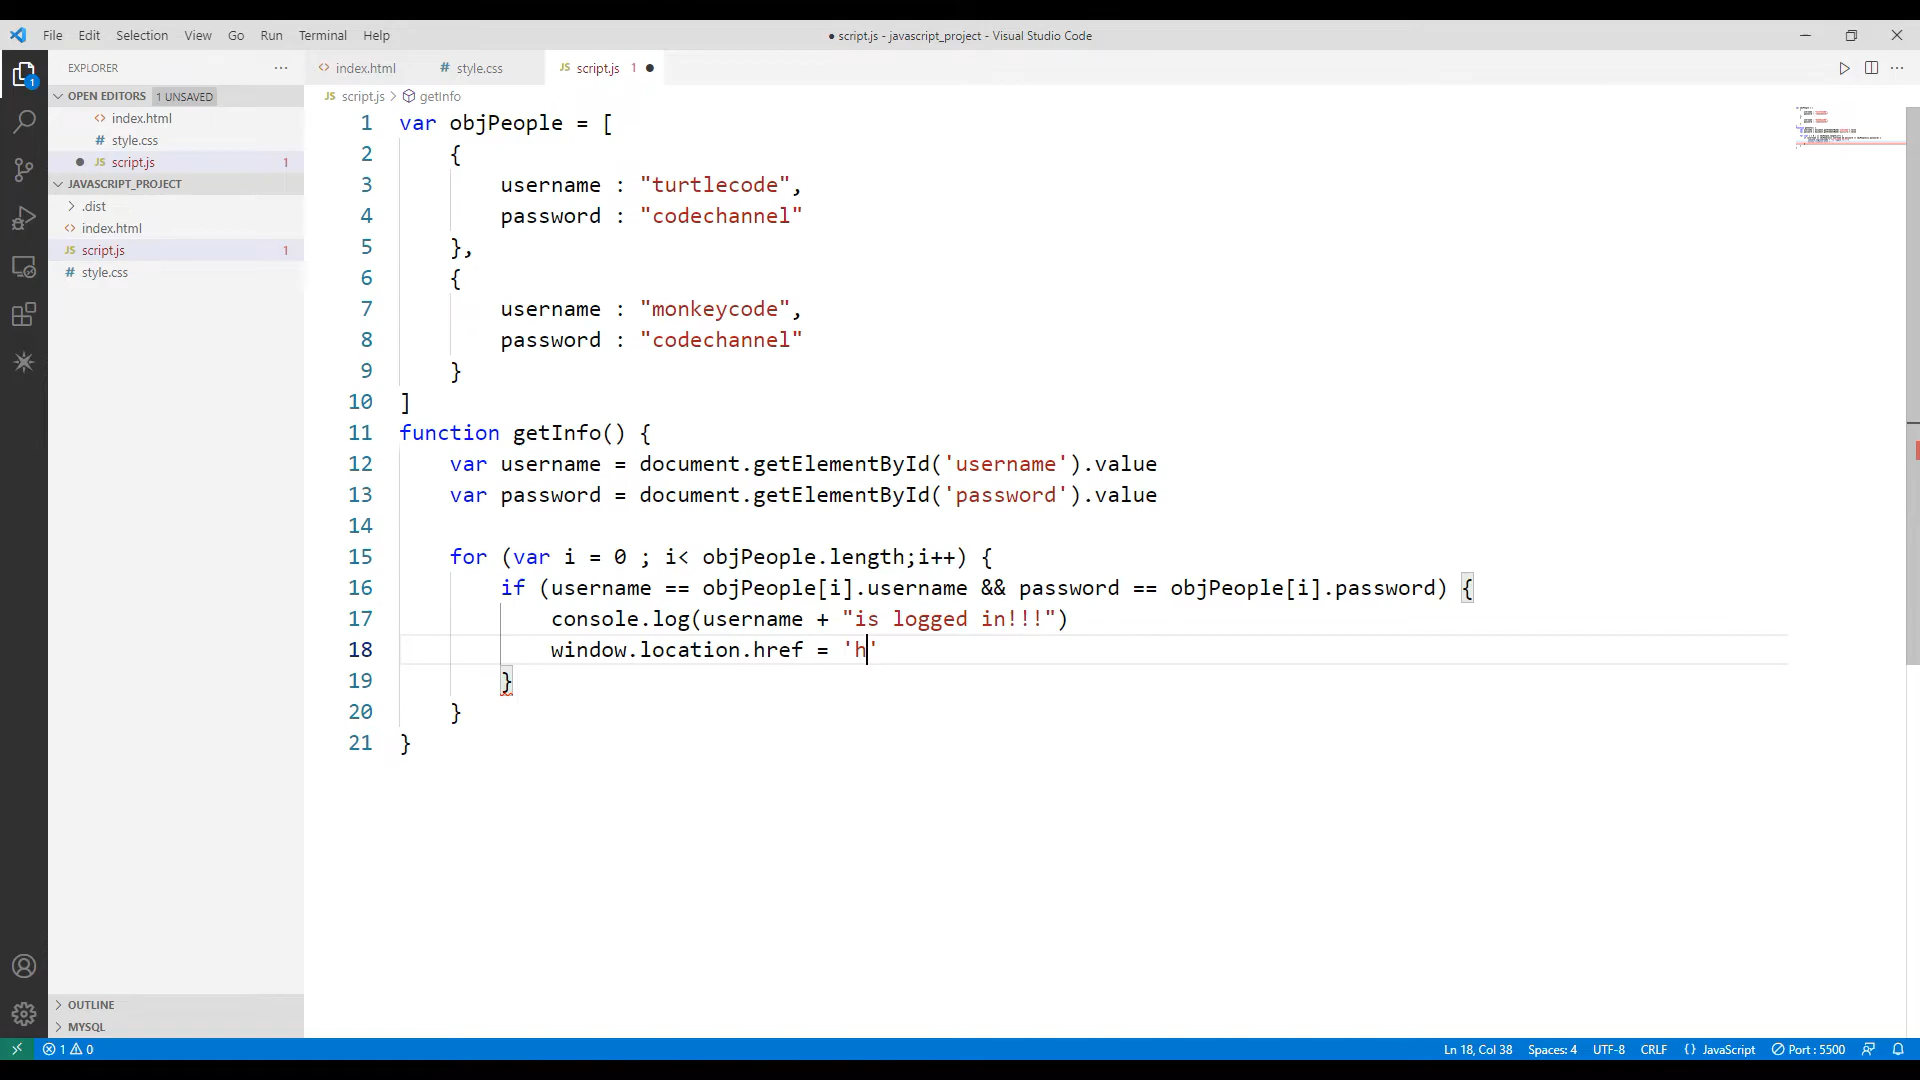 File Edit Selection View Go Run Terminal Help
● script.js - javascript_project - Visual Studio Code
EXPLORER
index.html
style.css
script.js 1
OPEN EDITORS 1 UNSAVED
script.js > getInfo
index.html
style.css
script.js 1
JAVASCRIPT_PROJECT
.dist
index.html
script.js 1
style.css
1 var objPeople = [
2 {
3 username : "turtlecode",
4 password : "codechannel"
5 },
6 {
7 username : "monkeycode",
8 password : "codechannel"
9 }
10 ]
11 function getInfo() {
12 var username = document.getElementById('username').value
13 var password = document.getElementById('password').value
14
15 for (var i = 0 ; i< objPeople.length;i++) {
16 if (username == objPeople[i].username && password == objPeople[i].password) {
17 console.log(username + "is logged in!!!")
18 window.location.href = 'h'
19 }
20 }
21 }
OUTLINE
MYSQL
1 0
Ln 18, Col 38 Spaces: 4 UTF-8 CRLF {} JavaScript Port : 5500